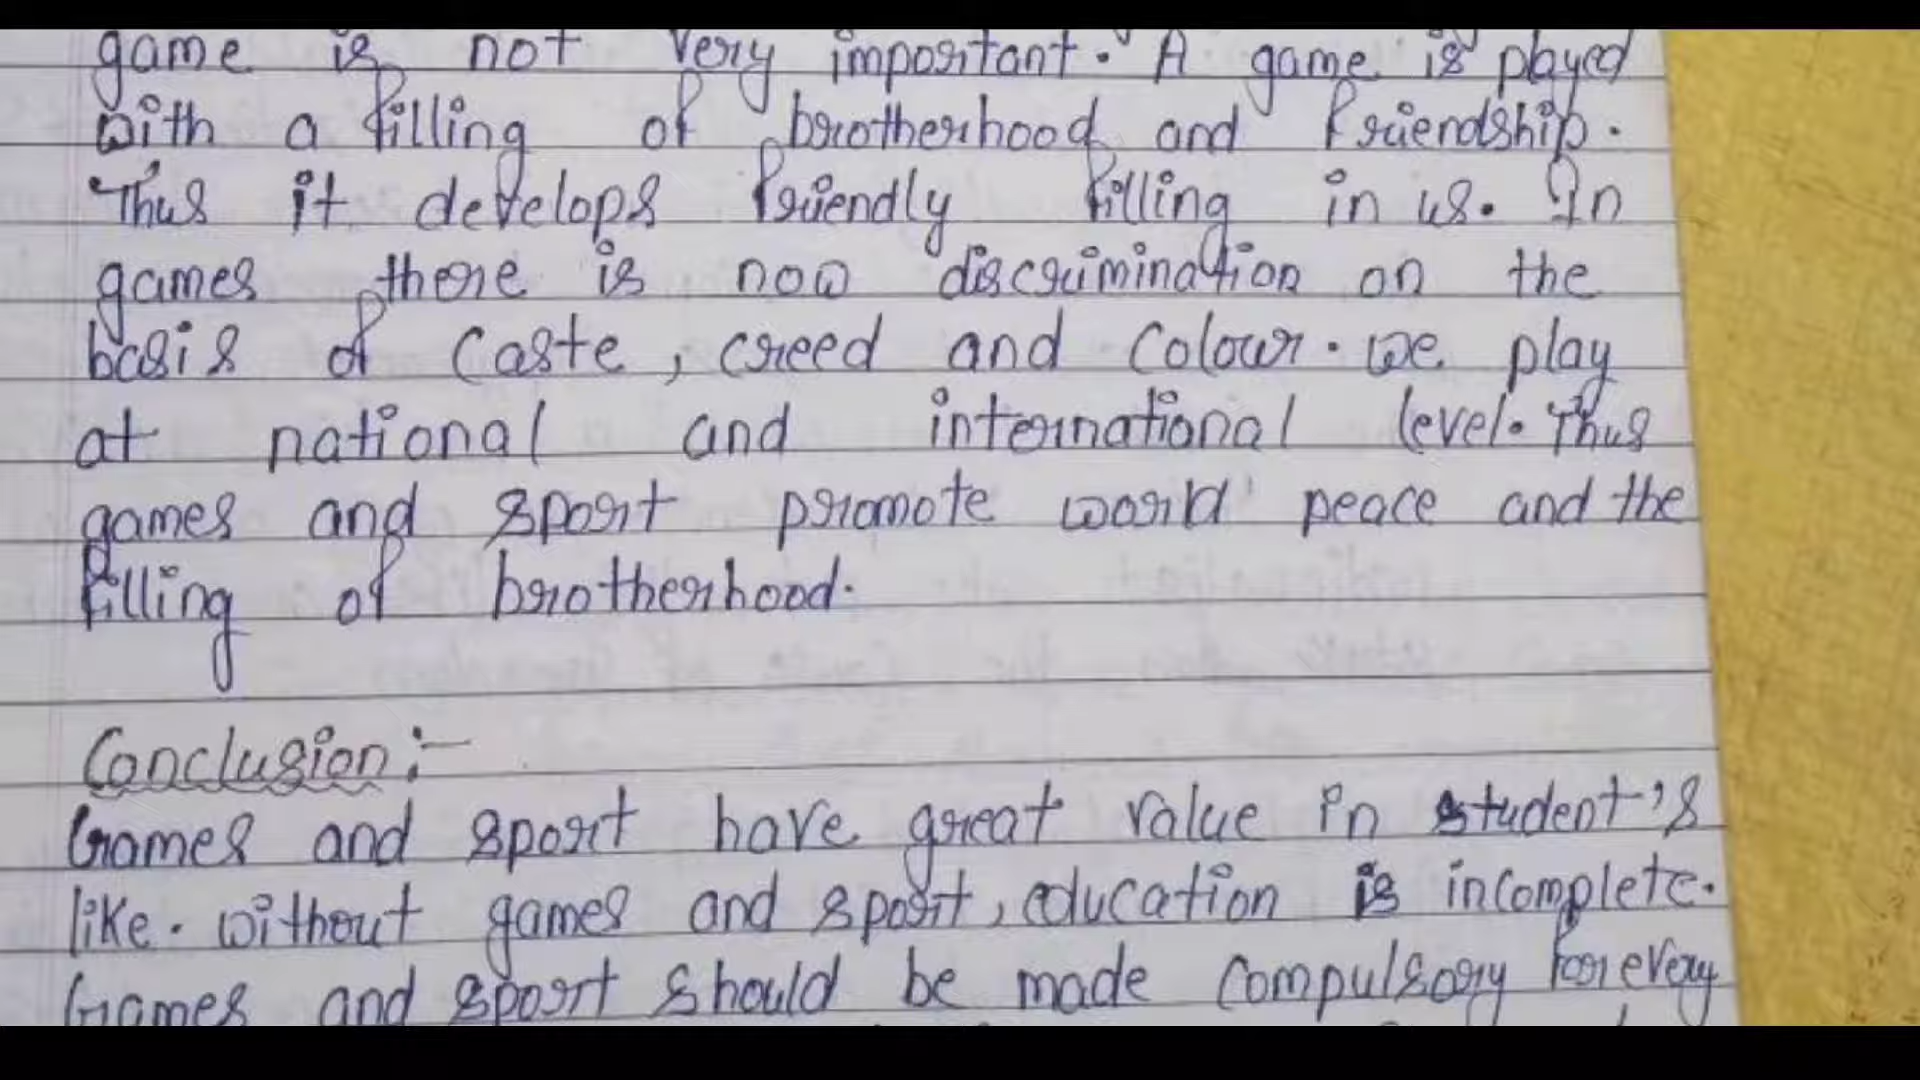 game is not very important. A game is played
with a filling of brotherhood and friendship.
Thus it develops friendly filling in us. In
games there is now discrimination on the
basis of caste, creed and colour. we play
at national and international level. Thus
games and sport promote world peace and the
filling of brotherhood.
Conclusion :-
Games and sport have great value in student's
like. without games and sport, education is incomplete.
Games and sport should be made compulsory for every